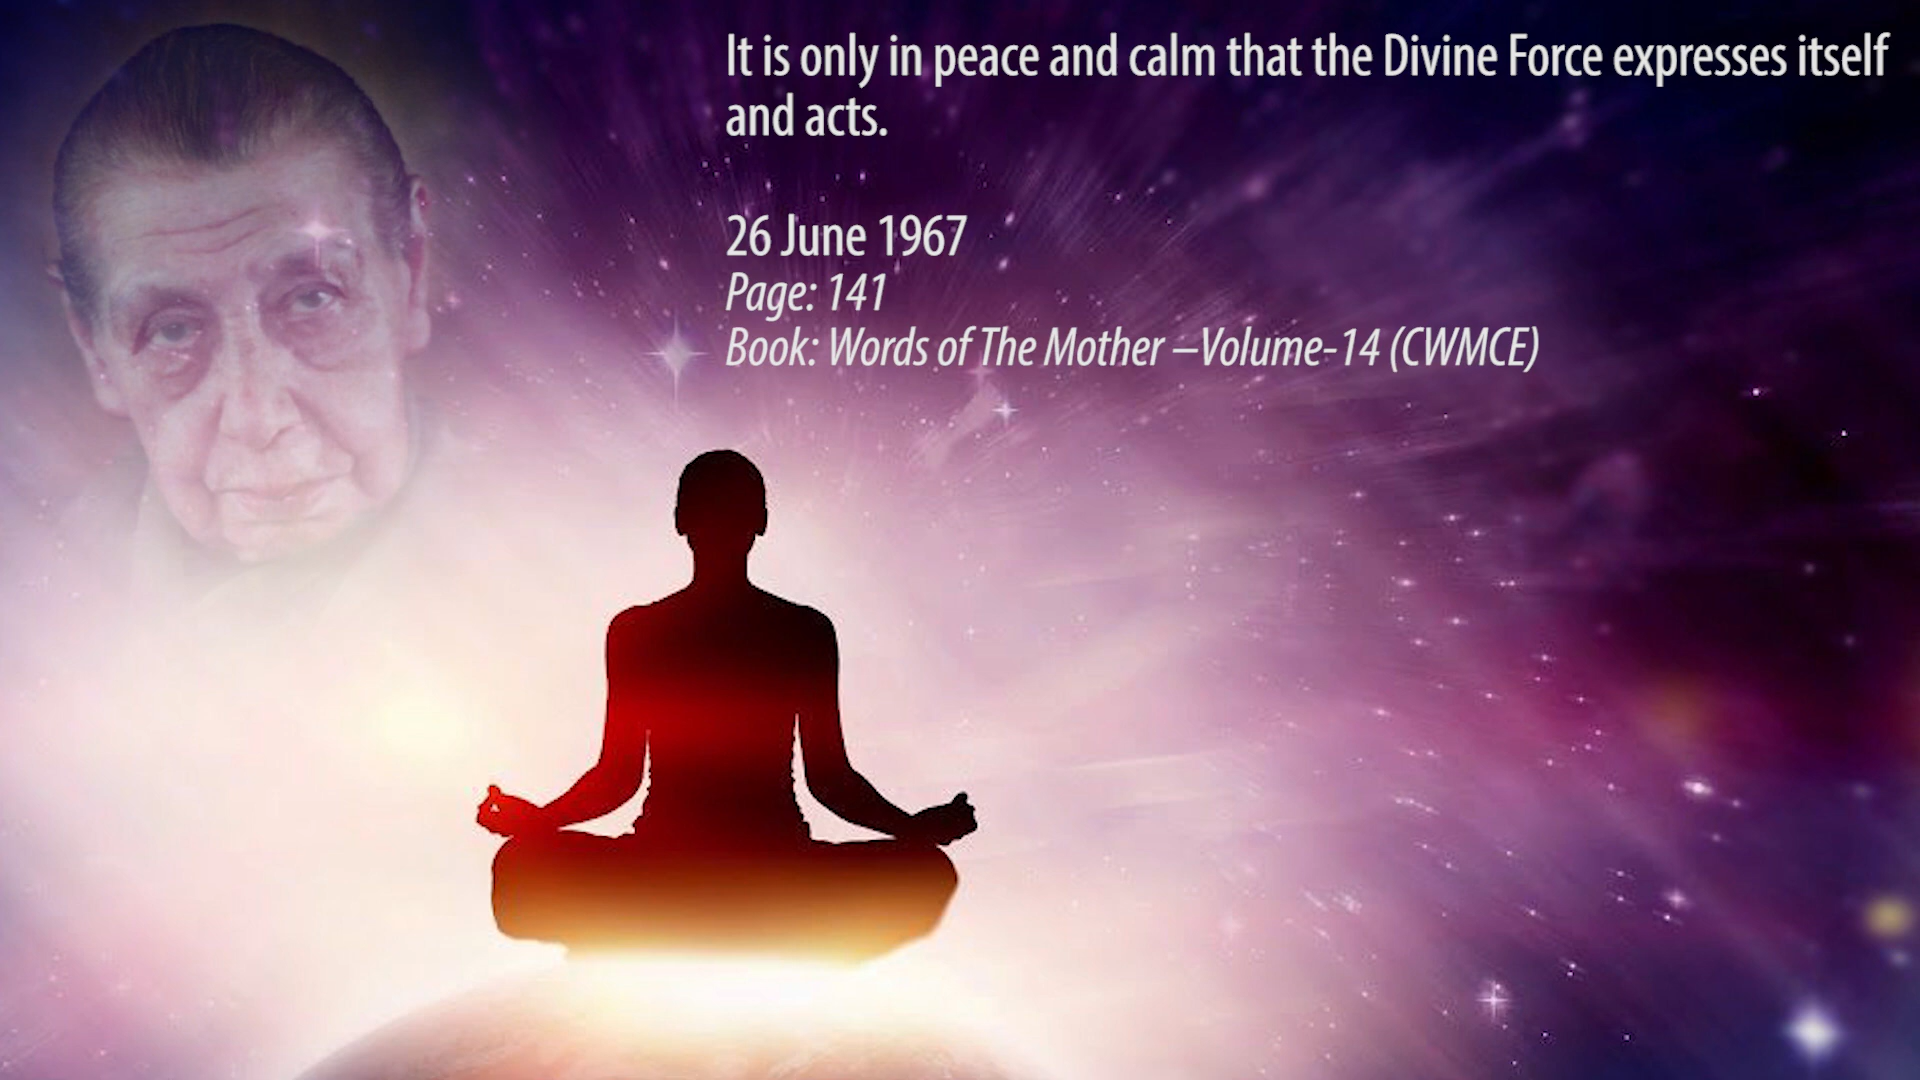 It is only in peace and calm that the Divine Force expresses itself
and acts.
26 June 1967
Page: 141
Book: Words of The Mother –Volume-14 (CWMCE)